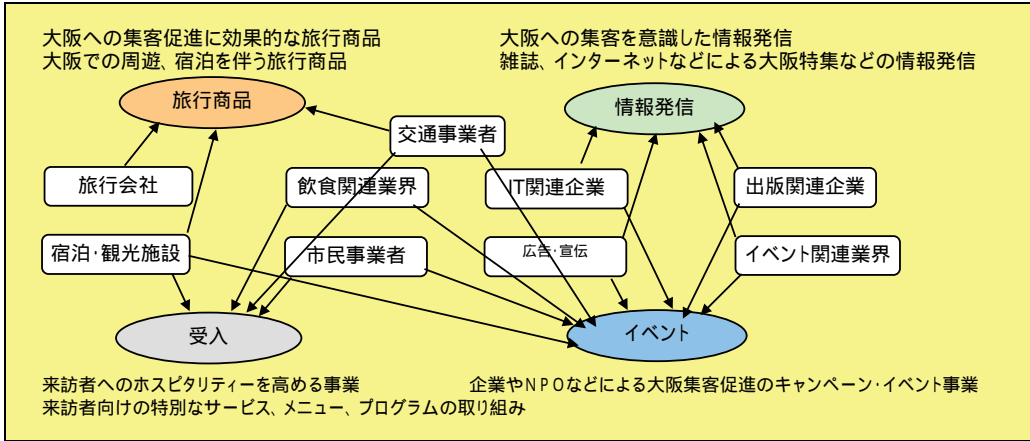 大阪への集客促進に効果的な旅行商品
大阪での周遊、宿泊を伴う旅行商品
大阪への集客を意識した情報発信
雑誌、インターネットなどによる大阪特集などの情報発信
旅行商品
情報発信
交通事業者
旅行会社
飲食関連業界
IT関連企業
出版関連企業
宿泊・観光施設
市民事業者
広告・宣伝
イベント関連業界
受入
イベント
来訪者へのホスピタリティーを高める事業
来訪者向けの特別なサービス、メニュー、プログラムの取り組み
企業やNPOなどによる大阪集客促進のキャンペーン・イベント事業